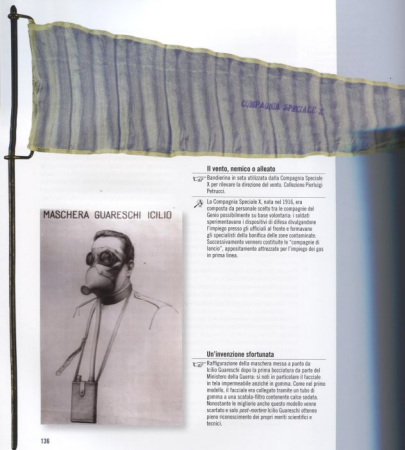 COMPAGNIA SPECIALE X
Il vento, nemico o alleato
Bandierina in seta utilizzata dalla Compagnia Speciale
X per rilevare la direzione del vento. Collezione Pierluigi
Petrucci.
La Compagnia Speciale X, nata nel 1916, era
composta da personale scelto tra le compagnie del
Genio possibilmente su base volontaria: i soldati
sperimentavano i dispositivi di difesa divulgandone
l'impiego presso gli ufficiali al fronte e formavano
gli specialisti della bonifica delle zone contaminate.
Successivamente vennero costituite le "compagnie di
lancio", appositamente attrezzate per l'impiego dei gas
in prima linea.
MASCHERA GUARESCHI ICILIO
Un'invenzione sfortunata
Raffigurazione della maschera messa a punto da
Icilio Guareschi dopo la prima bocciatura da parte del
Ministero della Guerra: si noti in particolare il facciale
in tela impermeabile anziché in gomma. Come nel primo
modello, il facciale era collegato tramite un tubo di
gomma a una scatola-filtro contenente calce sodata.
Nonostante le migliorie anche questo modello venne
scartato e solo post-mortem Icilio Guareschi ottenne
pieno riconoscimento dei propri meriti scientifici e
tecnici.
136